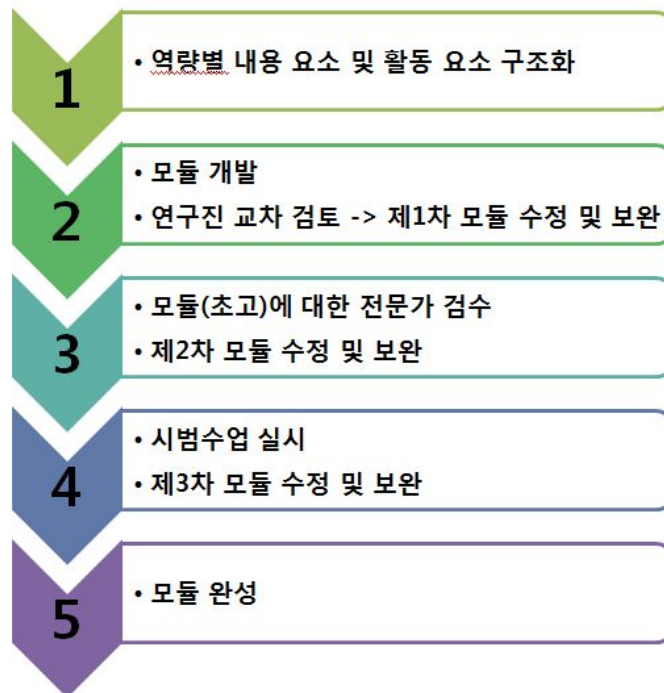 1
• 역량별 내용 요소 및 활동 요소 구조화
2
• 모듈 개발
• 연구진 교차 검토 -> 제1차 모듈 수정 및 보완
3
• 모듈(초고)에 대한 전문가 검수
• 제2차 모듈 수정 및 보완
4
• 시범수업 실시
• 제3차 모듈 수정 및 보완
5
• 모듈 완성